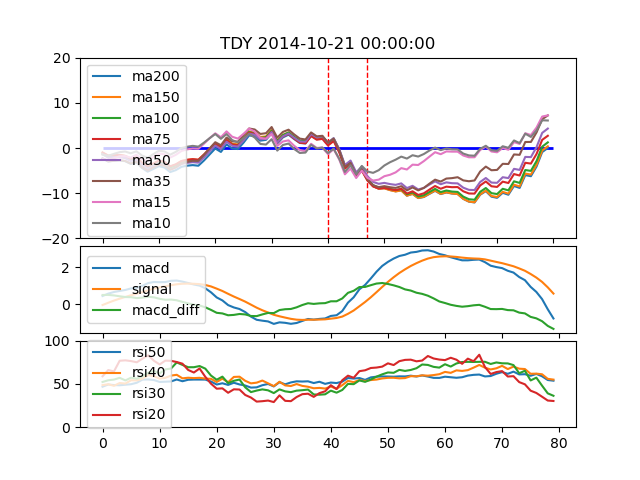 TDY 2014-10-21 00:00:00
20
10
0
−10
−20
ma200
ma150
ma100
ma75
ma50
ma35
ma15
ma10
2
0
macd
signal
macd_diff
100
50
0
rsi50
rsi40
rsi30
rsi20
0 10 20 30 40 50 60 70 80